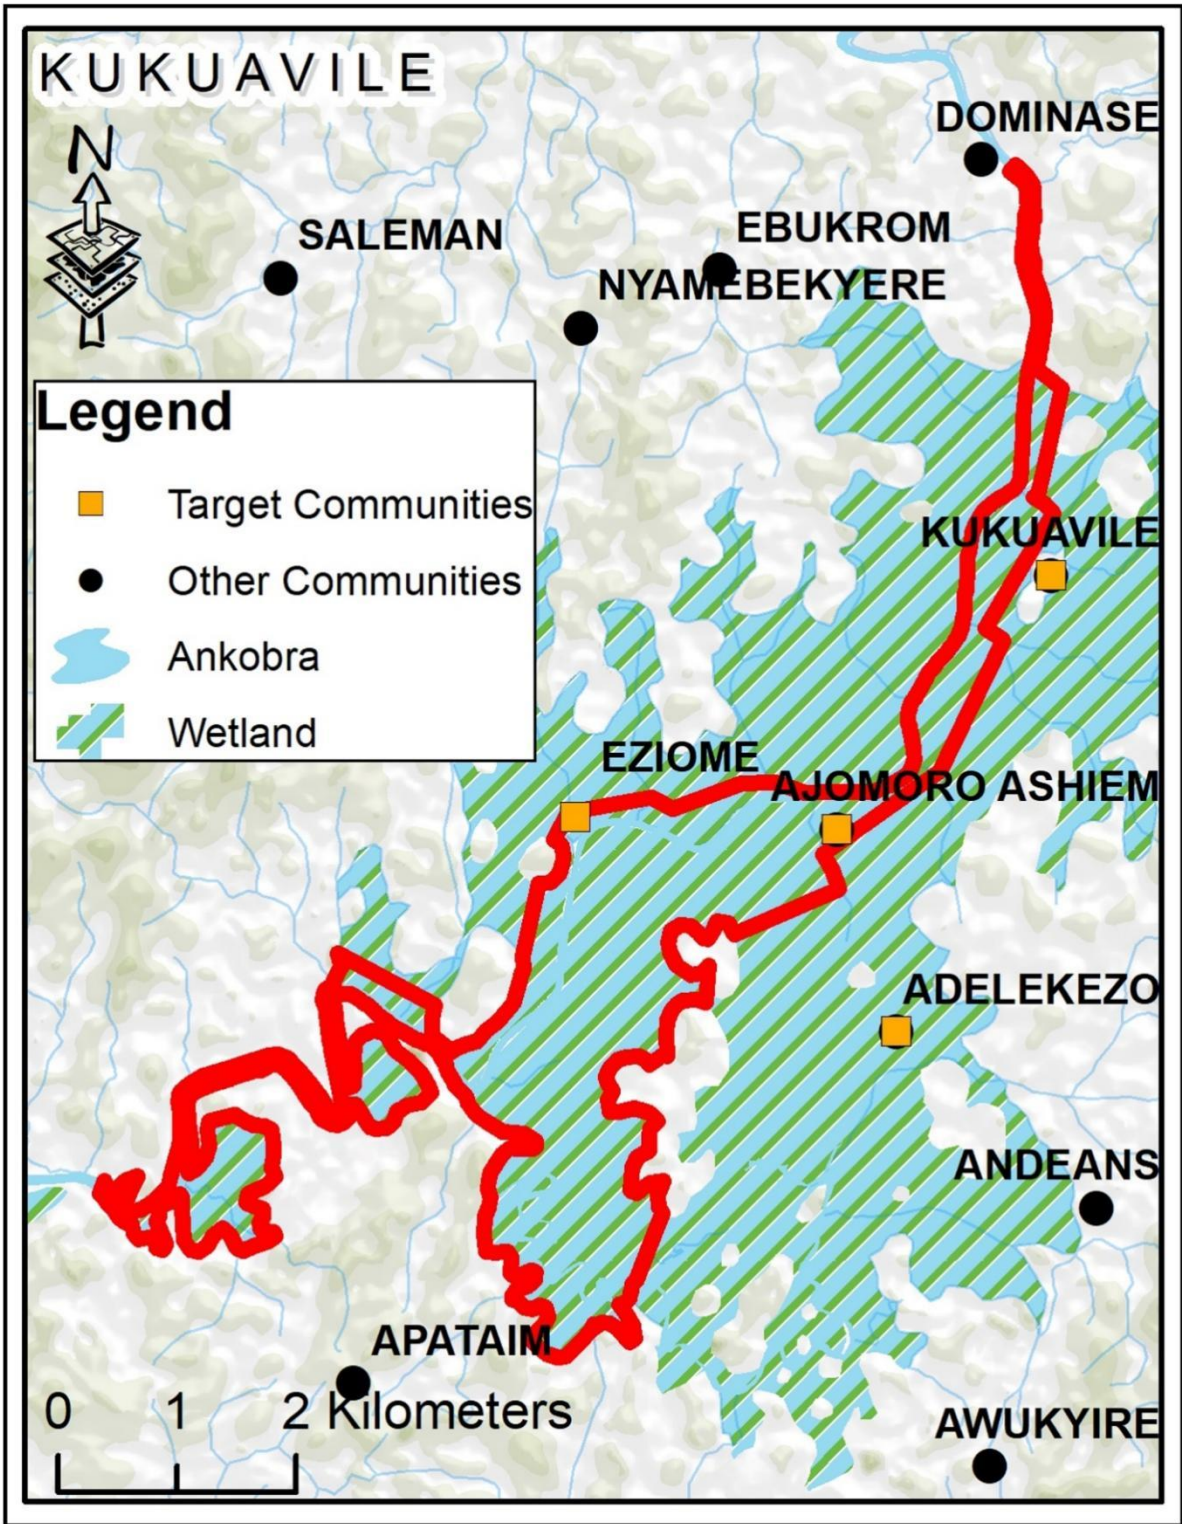 KUKUAVILE
N
DOMINASE
SALEMAN
EBUKROM
NYAMEBEKYERE
Legend
Target Communities
Other Communities
Ankobra
Wetland
KUKUAVILE
EZIOME
AJOMORO ASHIEM
ADELEKEZO
ANDEANS
APATAIM
0 1 2 Kilometers
AWUKYIRE